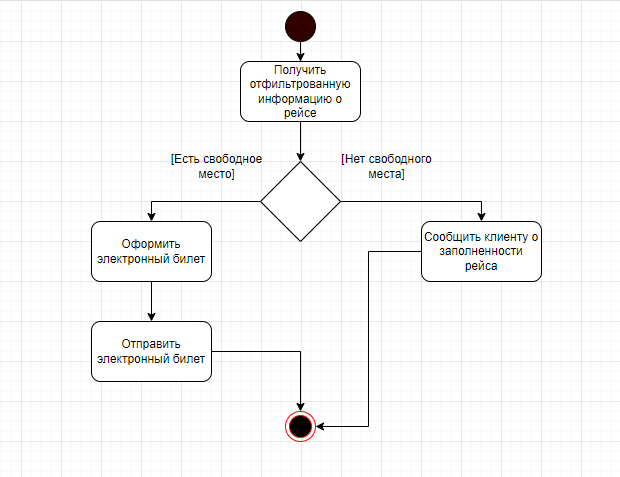 Получить
отфильтрованную
информацию о
рейсе
[Есть свободное
место]
[Нет свободного
места]
Оформить
электронный билет
Сообщить клиенту о
заполненности
рейса
Отправить
электронный билет